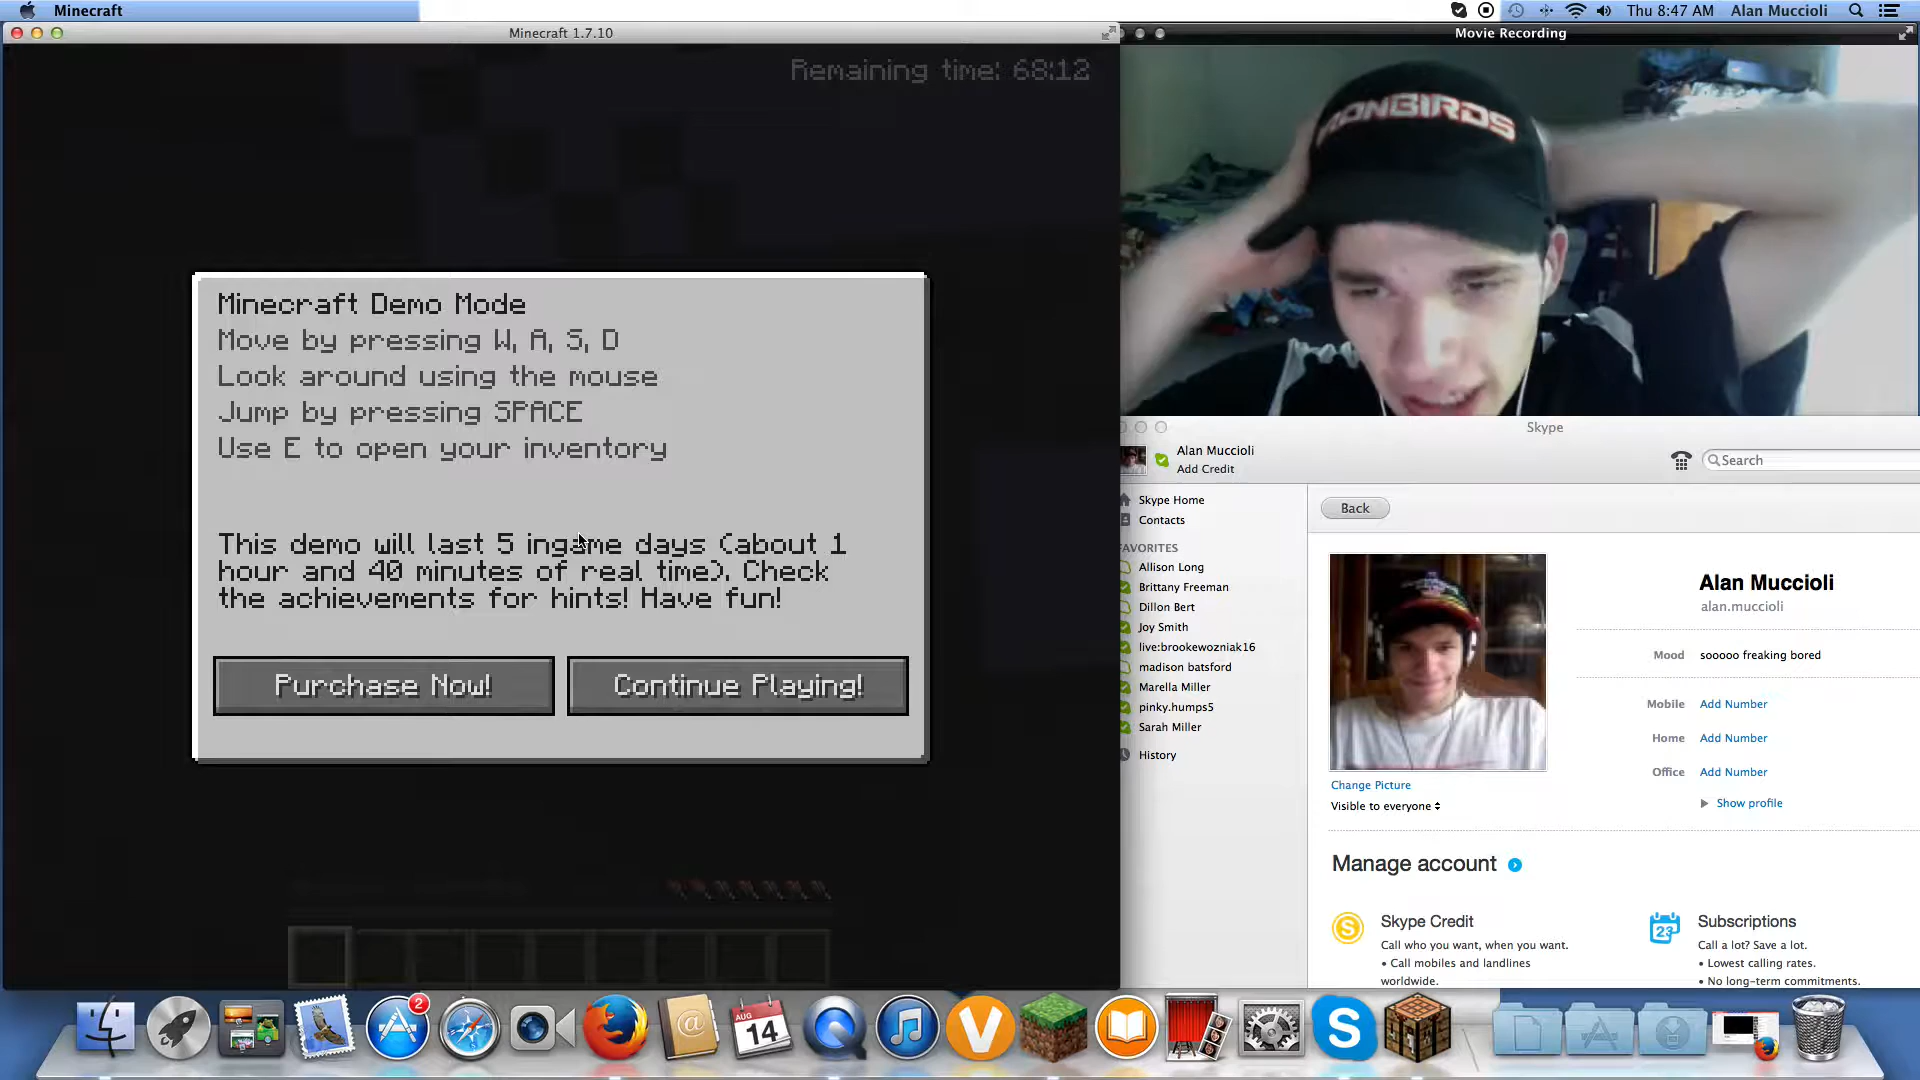 Minecraft
Thu 8:47 AM Alan Muccioli
Minecraft 1.7.10
Movie Recording
Remaining time: 68:12
Minecraft Demo Mode
Move by pressing W, A, S, D
Look around using the mouse
Jump by pressing SPACE
Use E to open your inventory
This demo will last 5 ingame days (about 1
hour and 40 minutes of real time). Check
the achievements for hints! Have fun!
Purchase Now!
Continue Playing!
RONBIRDS
Skype
Alan Muccioli
Add Credit
Search
Skype Home
Contacts
FAVORITES
Allison Long
Brittany Freeman
Dillon Bert
Joy Smith
live:brookewozniak16
madison batsford
Marella Miller
pinky.humps5
Sarah Miller
History
Back
Alan Muccioli
alan.muccioli
Mood sooooo freaking bored
Mobile Add Number
Home Add Number
Office Add Number
Show profile
Change Picture
Visible to everyone
Manage account
Skype Credit
Call who you want, when you want.
• Call mobiles and landlines
worldwide.
23
Subscriptions
Call a lot? Save a lot.
• Lowest calling rates.
• No long-term commitments.
2
AUG
14